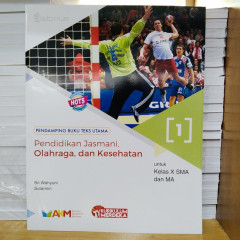 HOTS
PENDAMPING BUKU TEKS UTAMA
Pendidikan Jasmani,
Olahraga, dan Kesehatan
[1]
untuk
Kelas X SMA
dan MA
Sri Wahyuni
AKM
KURIKULUM
MERDEKA